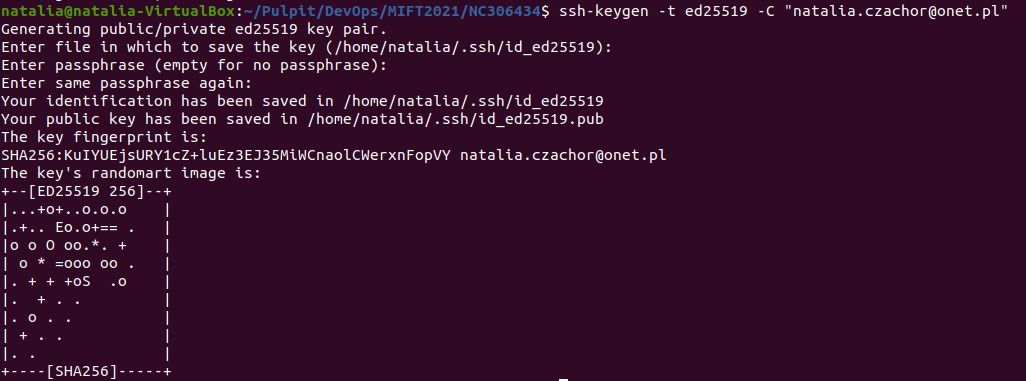 natalia@natalia-VirtualBox:~/Pulpit/DevOps/MIFT2021/NC306434$ ssh-keygen -t ed25519 -C "natalia.czachor@onet.pl"
Generating public/private ed25519 key pair.
Enter file in which to save the key (/home/natalia/.ssh/id_ed25519):
Enter passphrase (empty for no passphrase):
Enter same passphrase again:
Your identification has been saved in /home/natalia/.ssh/id_ed25519
Your public key has been saved in /home/natalia/.ssh/id_ed25519.pub
The key fingerprint is:
SHA256:KuIYUEjsURY1cZ+luEz3EJ35MiWCnaolCWerxnFopVY natalia.czachor@onet.pl
The key's randomart image is:
+--[ED25519 256]--+
|...+o+..o.o.o    |
|.+.. Eo.o+== .   |
|o o O oo.*. +    |
| o * =ooo oo .   |
|. + + +oS  .o    |
|.  + . .         |
|. o . .          |
| + . .           |
|. .              |
+----[SHA256]-----+